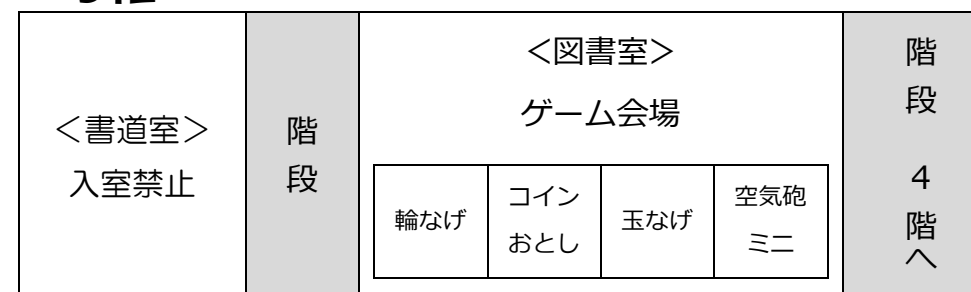 ＜書道室＞
入室禁止
階段
＜図書室＞
ゲーム会場
輪なげ
コイン
おとし
玉なげ
空気砲
ミニ
階段　４階へ